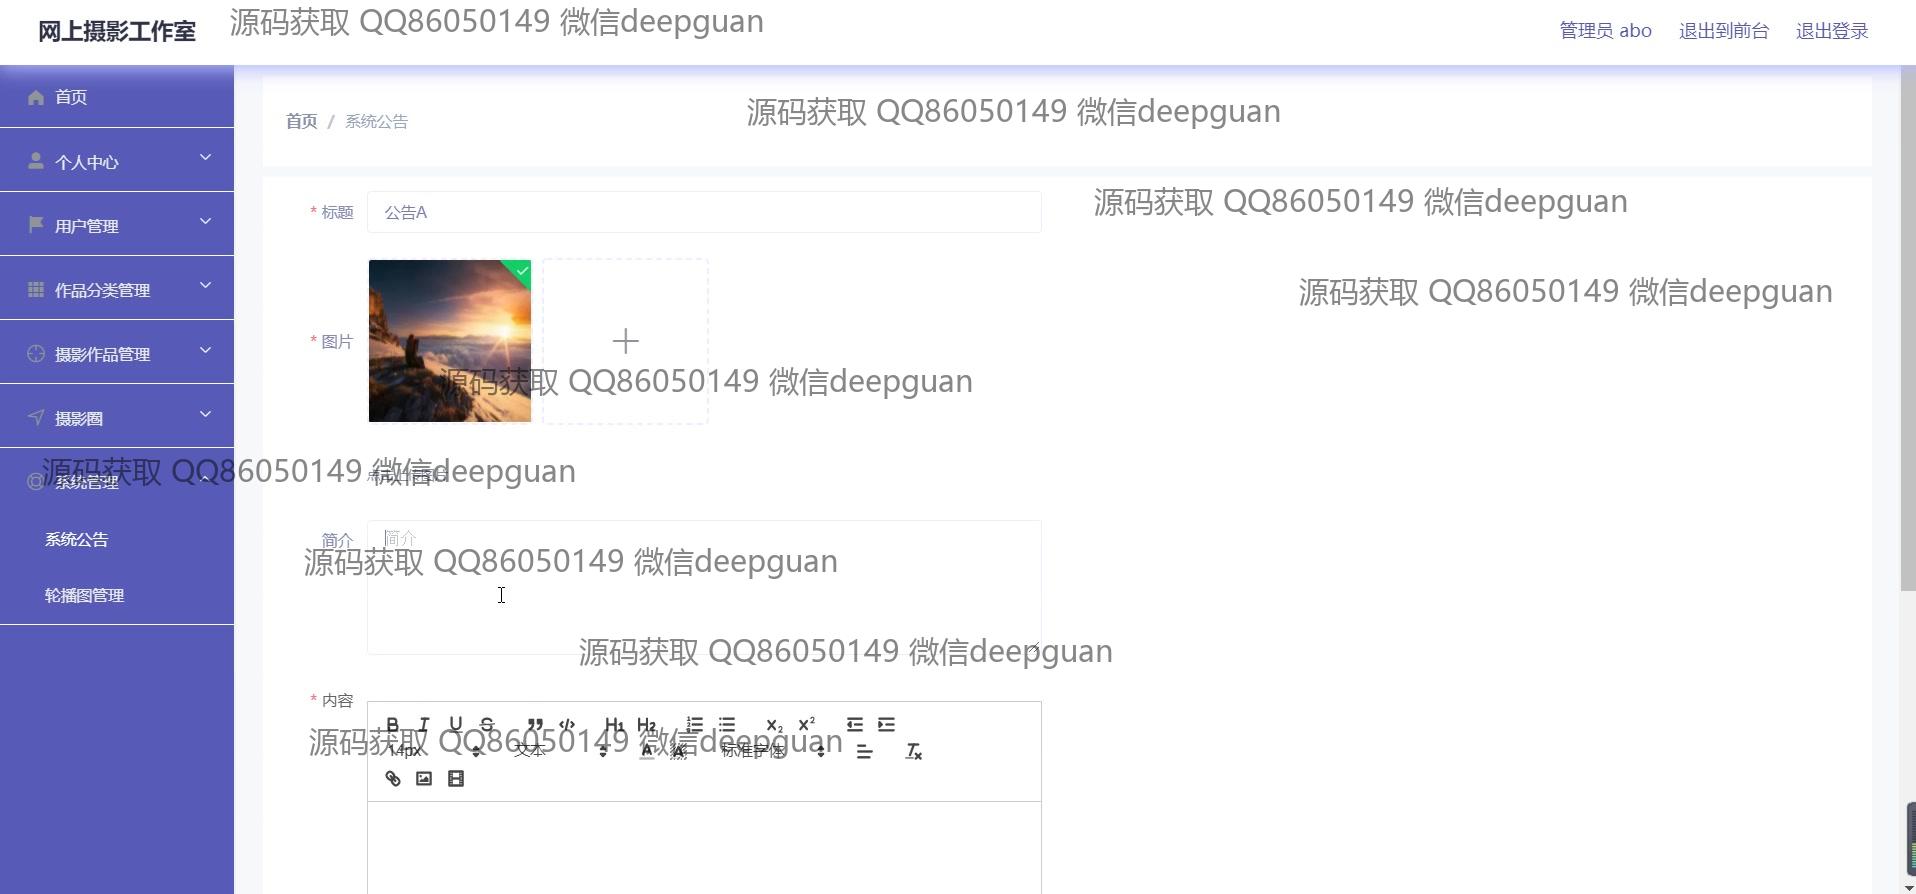 网上摄影工作室
源码获取 QQ86050149 微信deepguan
管理员 abo
退出到前台
退出登录
首页
个人中心
用户管理
作品分类管理
摄影作品管理
摄影圈
系统管理
系统公告
轮播图管理
首页 / 系统公告
源码获取 QQ86050149 微信deepguan
* 标题
公告A
源码获取 QQ86050149 微信deepguan
源码获取 QQ86050149 微信deepguan
* 图片
源码获取 QQ86050149 微信deepguan
源码获取 QQ86050149 微信deepguan
点击上传图片
简介
简介
源码获取 QQ86050149 微信deepguan
源码获取 QQ86050149 微信deepguan
* 内容
B I U S H1 H2 X₂ X²
源码获取 QQ86050149 微信deepguan
14px 文本 A A 标准字体